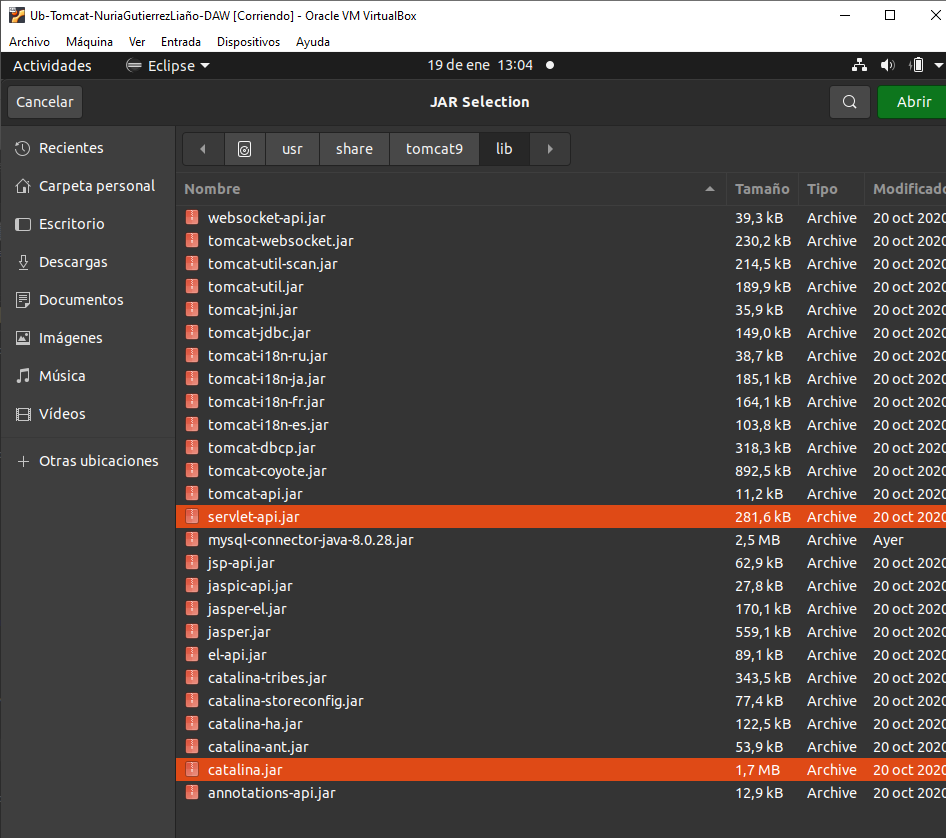 Ub-Tomcat-NuriaGutierrezLiaño-DAW [Corriendo] - Oracle VM VirtualBox
Archivo Máquina Ver Entrada Dispositivos Ayuda
Actividades Eclipse 19 de ene 13:04
Cancelar JAR Selection Abrir
Recientes
Carpeta personal
Escritorio
Descargas
Documentos
Imágenes
Música
Vídeos
Otras ubicaciones
usr share tomcat9 lib
Nombre Tamaño Tipo Modificado
websocket-api.jar 39,3 kB Archive 20 oct 2020
tomcat-websocket.jar 230,2 kB Archive 20 oct 2020
tomcat-util-scan.jar 214,5 kB Archive 20 oct 2020
tomcat-util.jar 189,9 kB Archive 20 oct 2020
tomcat-jni.jar 35,9 kB Archive 20 oct 2020
tomcat-jdbc.jar 149,0 kB Archive 20 oct 2020
tomcat-i18n-ru.jar 38,7 kB Archive 20 oct 2020
tomcat-i18n-ja.jar 185,1 kB Archive 20 oct 2020
tomcat-i18n-fr.jar 164,1 kB Archive 20 oct 2020
tomcat-i18n-es.jar 103,8 kB Archive 20 oct 2020
tomcat-dbcp.jar 318,3 kB Archive 20 oct 2020
tomcat-coyote.jar 892,5 kB Archive 20 oct 2020
tomcat-api.jar 11,2 kB Archive 20 oct 2020
servlet-api.jar 281,6 kB Archive 20 oct 2020
mysql-connector-java-8.0.28.jar 2,5 MB Archive Ayer
jsp-api.jar 62,9 kB Archive 20 oct 2020
jaspic-api.jar 27,8 kB Archive 20 oct 2020
jasper-el.jar 170,1 kB Archive 20 oct 2020
jasper.jar 559,1 kB Archive 20 oct 2020
el-api.jar 89,1 kB Archive 20 oct 2020
catalina-tribes.jar 343,5 kB Archive 20 oct 2020
catalina-storeconfig.jar 77,4 kB Archive 20 oct 2020
catalina-ha.jar 122,5 kB Archive 20 oct 2020
catalina-ant.jar 53,9 kB Archive 20 oct 2020
catalina.jar 1,7 MB Archive 20 oct 2020
annotations-api.jar 12,9 kB Archive 20 oct 2020